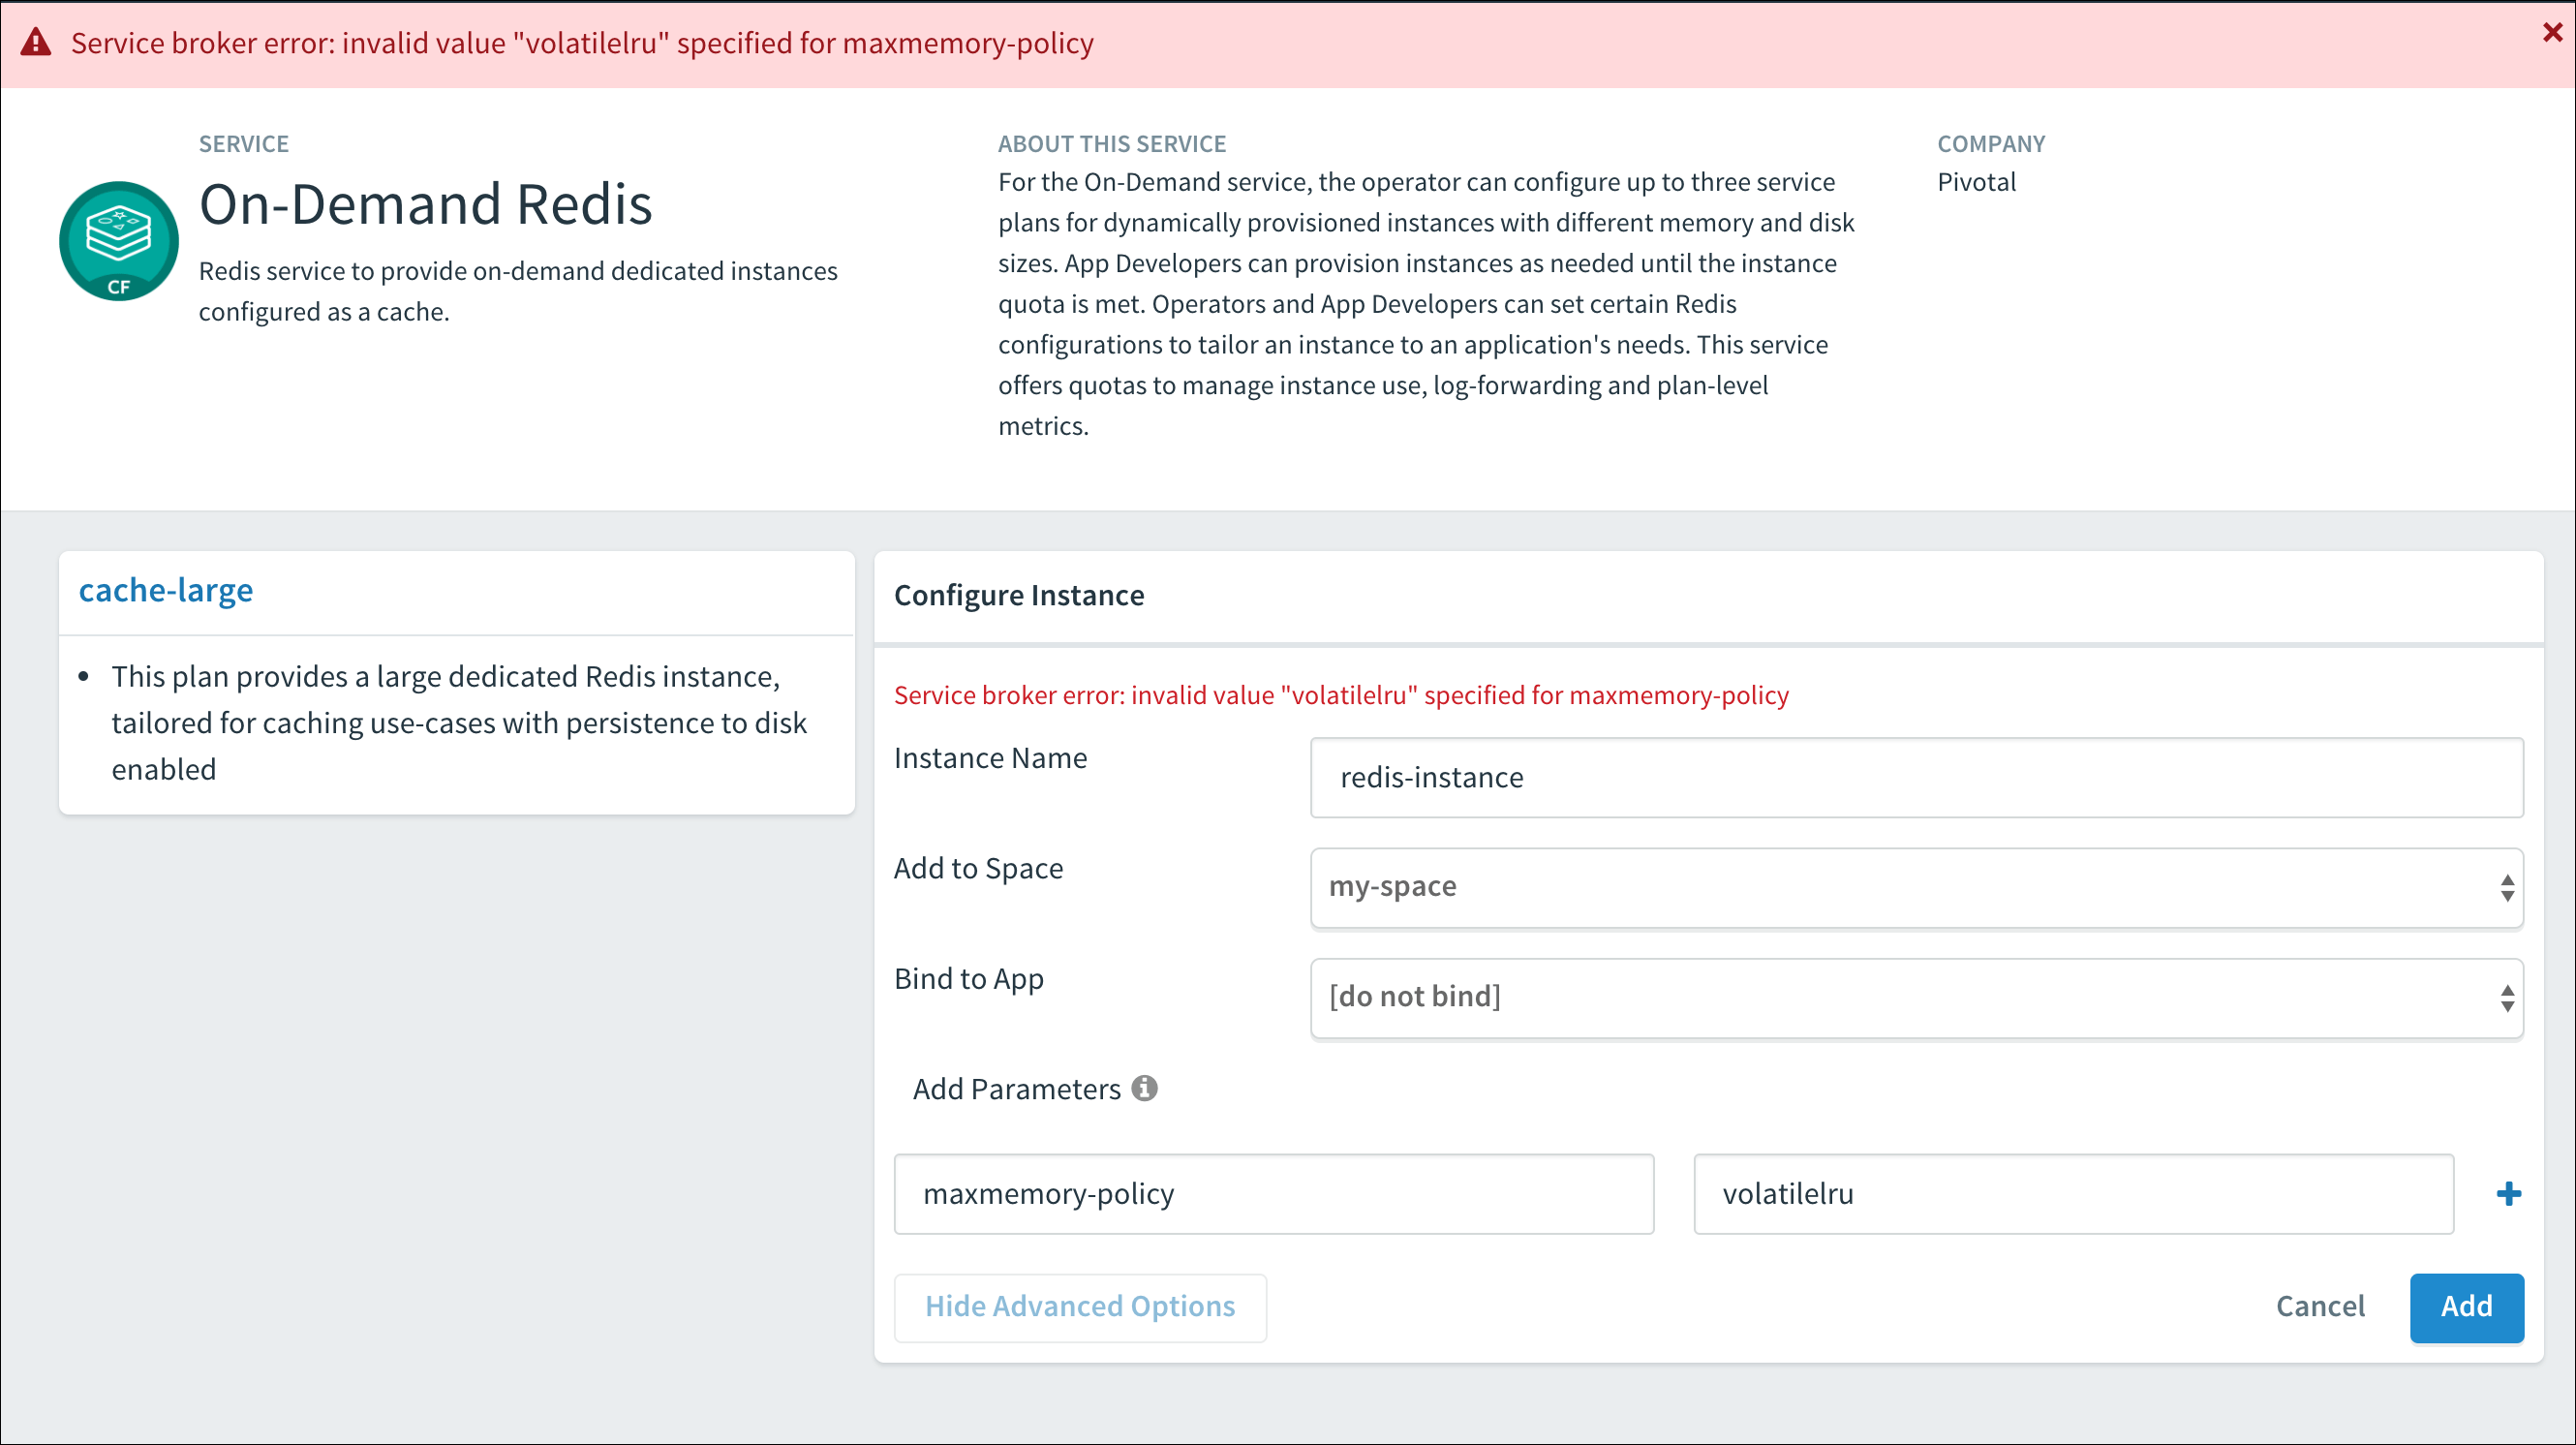 Service broker error: invalid value "volatilelru" specified for maxmemory-policy
SERVICE
On-Demand Redis
Redis service to provide on-demand dedicated instances
configured as a cache.
CF
ABOUT THIS SERVICE
For the On-Demand service, the operator can configure up to three service
plans for dynamically provisioned instances with different memory and disk
sizes. App Developers can provision instances as needed until the instance
quota is met. Operators and App Developers can set certain Redis
configurations to tailor an instance to an application's needs. This service
offers quotas to manage instance use, log-forwarding and plan-level
metrics.
COMPANY
Pivotal
cache-large
• This plan provides a large dedicated Redis instance,
tailored for caching use-cases with persistence to disk
enabled
Configure Instance
Service broker error: invalid value "volatilelru" specified for maxmemory-policy
Instance Name
redis-instance
Add to Space
my-space
Bind to App
[do not bind]
Add Parameters
maxmemory-policy
volatilelru
Hide Advanced Options
Cancel
Add